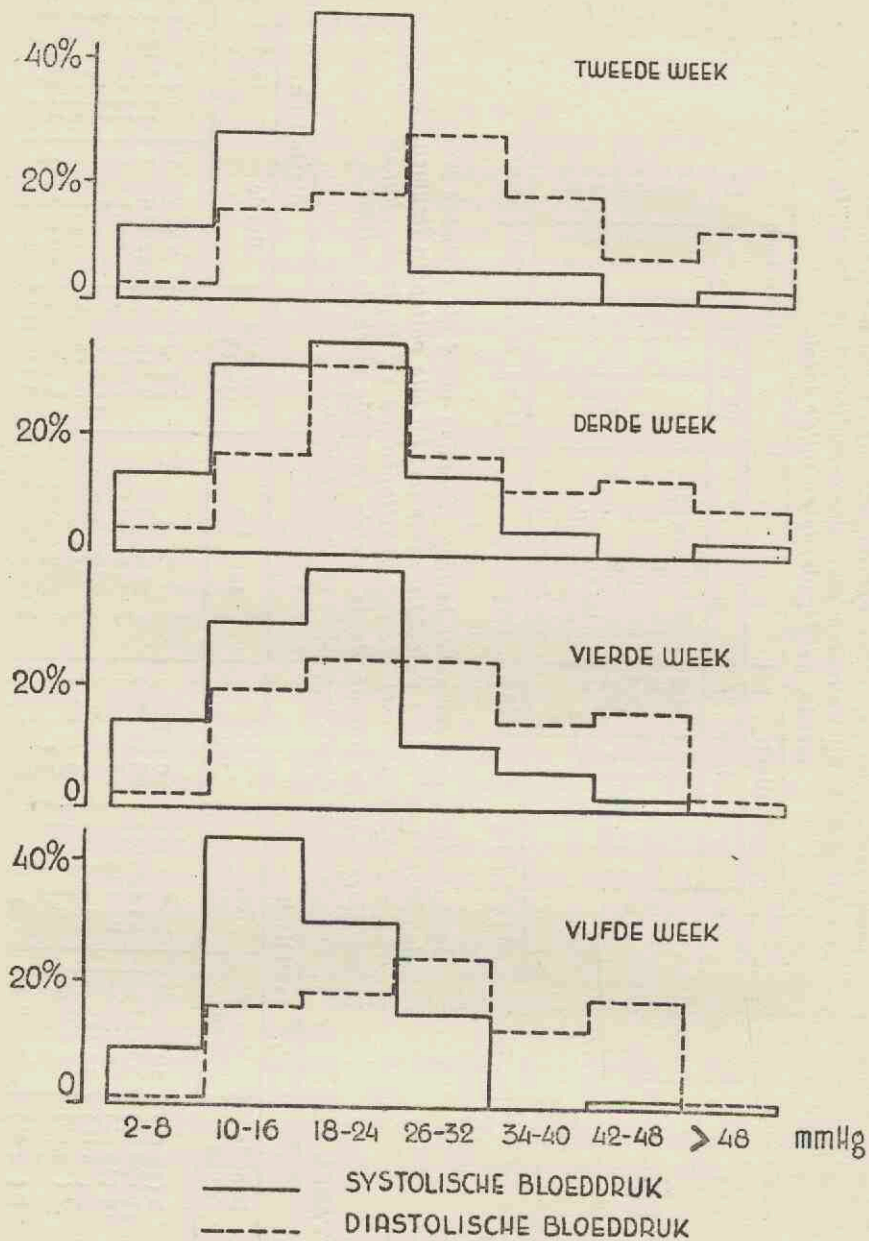 40%
TWEEDE WEEK
20%
0
20%
DERDE WEEK
0
VIERDE WEEK
20%
0
40%
VIJFDE WEEK
20%
0
2-8 10-16 18-24 26-32 34-40 42-48 >48 mmHg
SYSTOLISCHE BLOEDDRUK
DIASTOLISCHE BLOEDDRUK